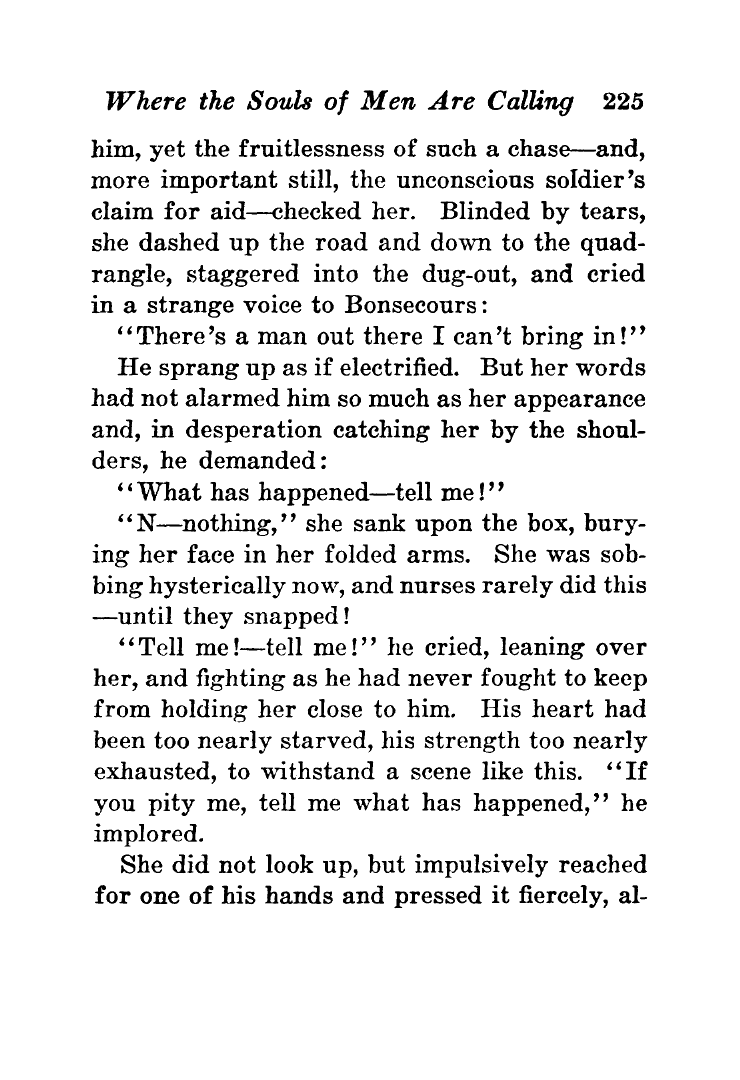 Where the Souls of Men Are Calling 225
him, yet the fruitlessness of such a chase—and,
more important still, the unconscious soldier's
claim for aid—checked her. Blinded by tears,
she dashed up the road and down to the quad-
rangle, staggered into the dug-out, and cried
in a strange voice to Bonsecours:
"There's a man out there I can't bring in!"
He sprang up as if electrified. But her words
had not alarmed him so much as her appearance
and, in desperation catching her by the shoul-
ders, he demanded:
"What has happened—tell me!"
"N—nothing," she sank upon the box, bury-
ing her face in her folded arms. She was sob-
bing hysterically now, and nurses rarely did this
—until they snapped!
"Tell me!—tell me!" he cried, leaning over
her, and fighting as he had never fought to keep
from holding her close to him. His heart had
been too nearly starved, his strength too nearly
exhausted, to withstand a scene like this. "If
you pity me, tell me what has happened," he
implored.
She did not look up, but impulsively reached
for one of his hands and pressed it fiercely, al-